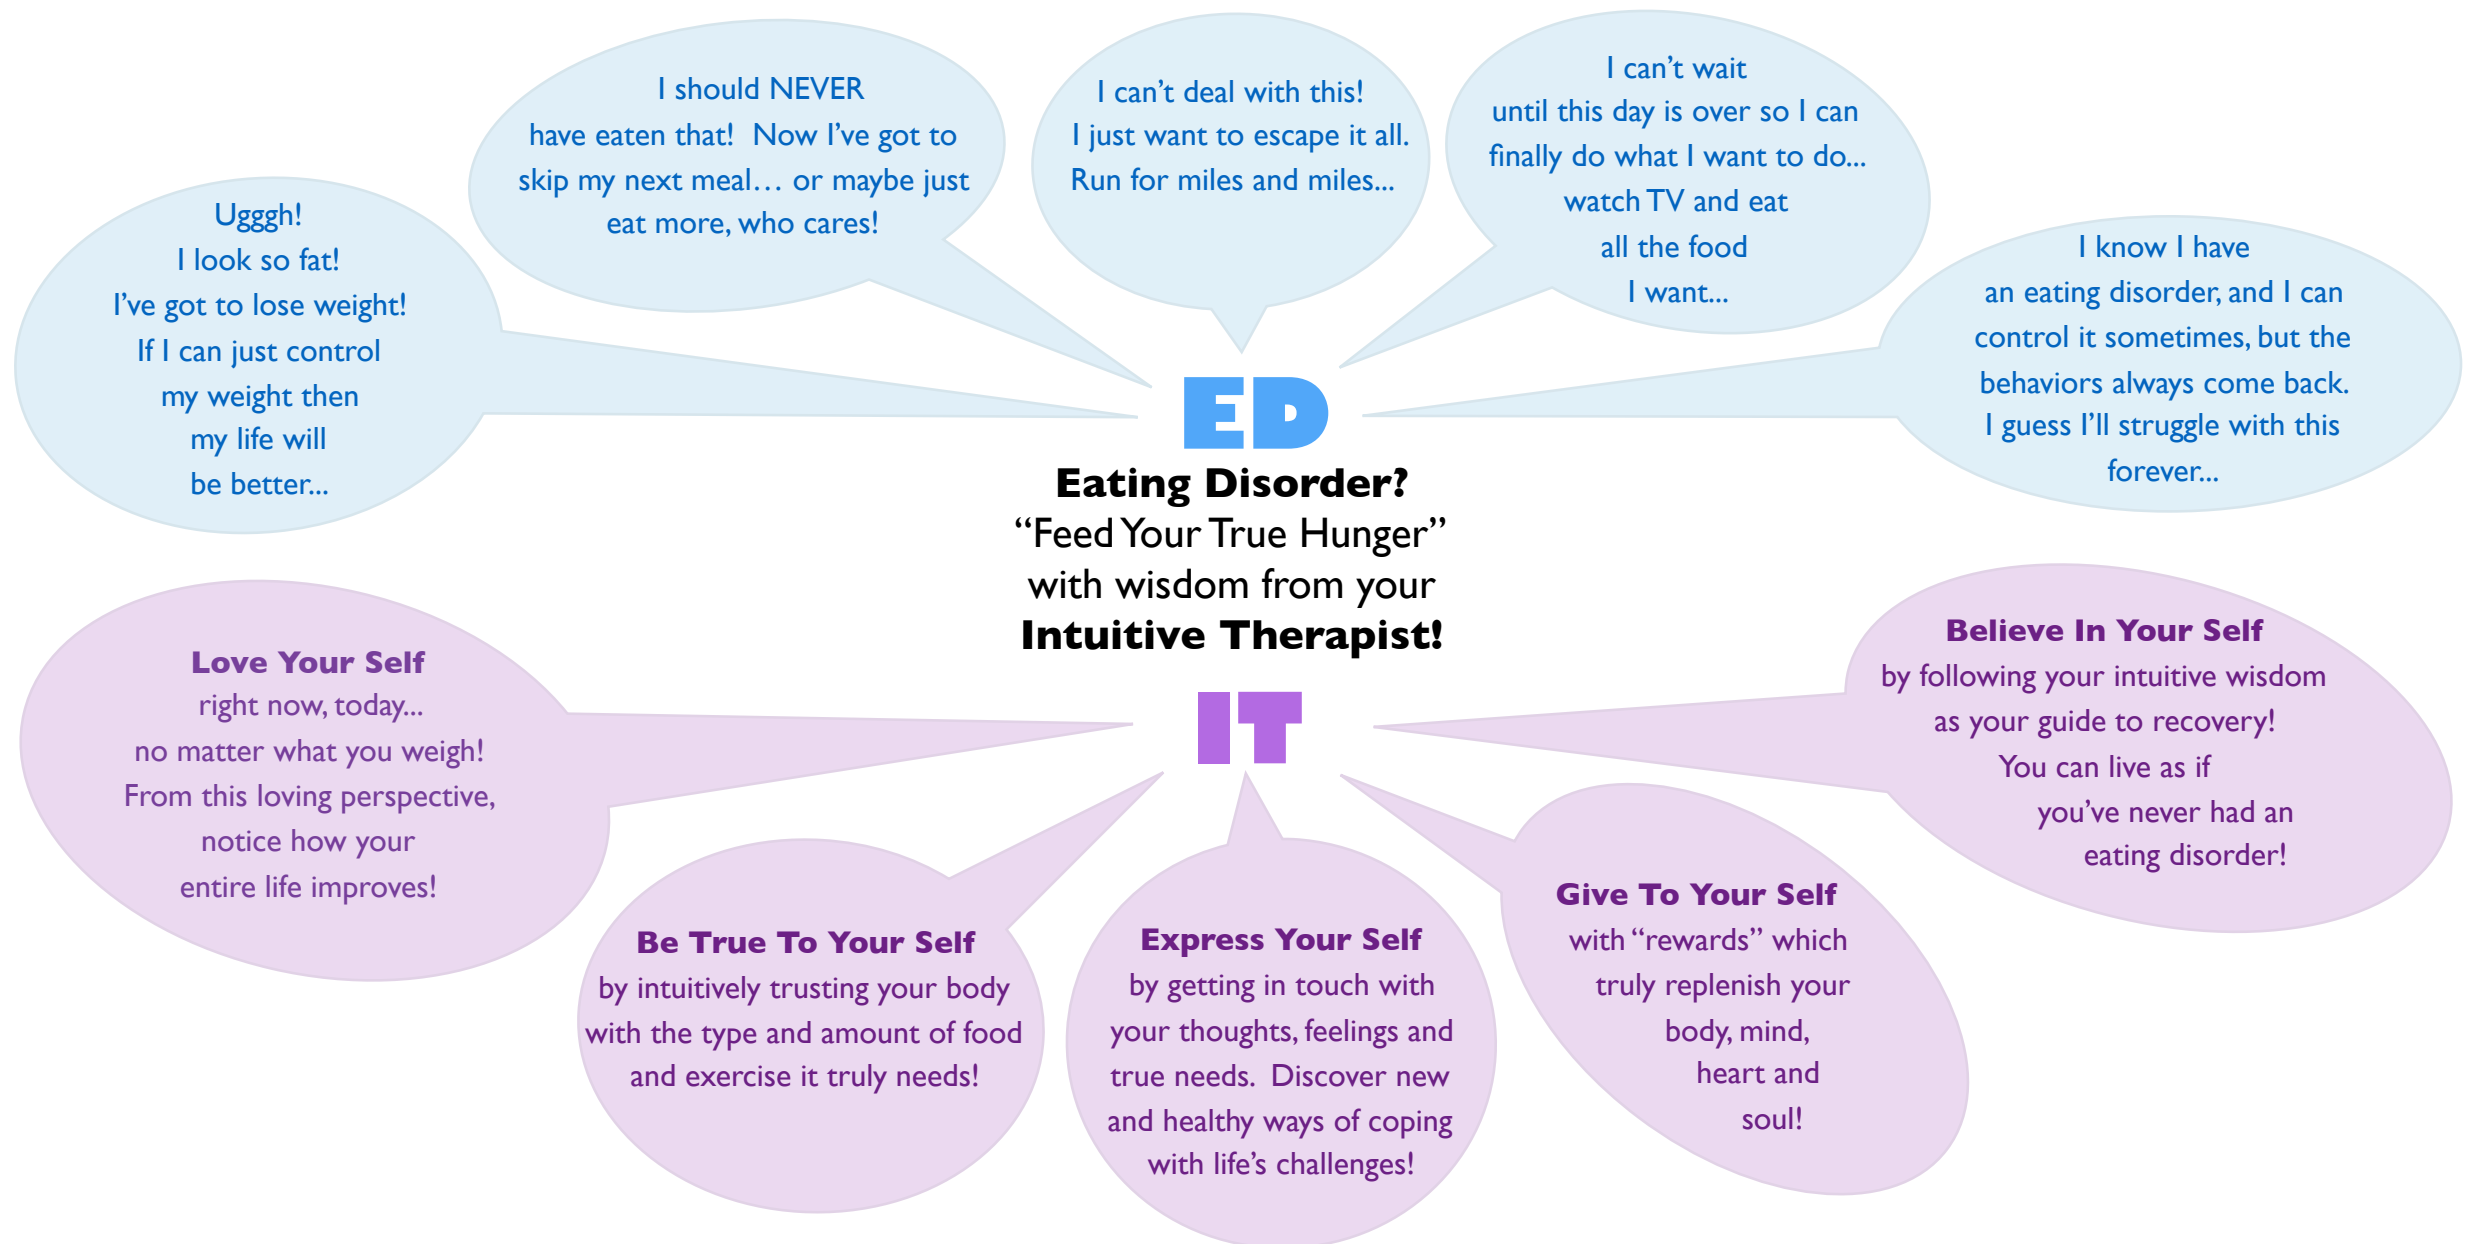 Ugggh!
I look so fat!
I’ve got to lose weight!
If I can just control
my weight then
my life will
be better...
I should NEVER
have eaten that!  Now I’ve got to
skip my next meal… or maybe just
eat more, who cares!
I can’t deal with this!
I just want to escape it all.
Run for miles and miles...
I can’t wait
until this day is over so I can
finally do what I want to do...
watch TV and eat
all the food
I want...
I know I have
an eating disorder, and I can
control it sometimes, but the
behaviors always come back.
I guess I’ll struggle with this
forever...
ED
Eating Disorder?
“Feed Your True Hunger”
with wisdom from your
Intuitive Therapist!
IT
Love Your Self
right now, today...
no matter what you weigh!
From this loving perspective,
notice how your
entire life improves!
Be True To Your Self
by intuitively trusting your body
with the type and amount of food
and exercise it truly needs!
Express Your Self
by getting in touch with
your thoughts, feelings and
true needs.  Discover new
and healthy ways of coping
with life’s challenges!
Give To Your Self
with “rewards” which
truly replenish your
body, mind,
heart and
soul!
Believe In Your Self
by following your intuitive wisdom
as your guide to recovery!
You can live as if
you’ve never had an
eating disorder!